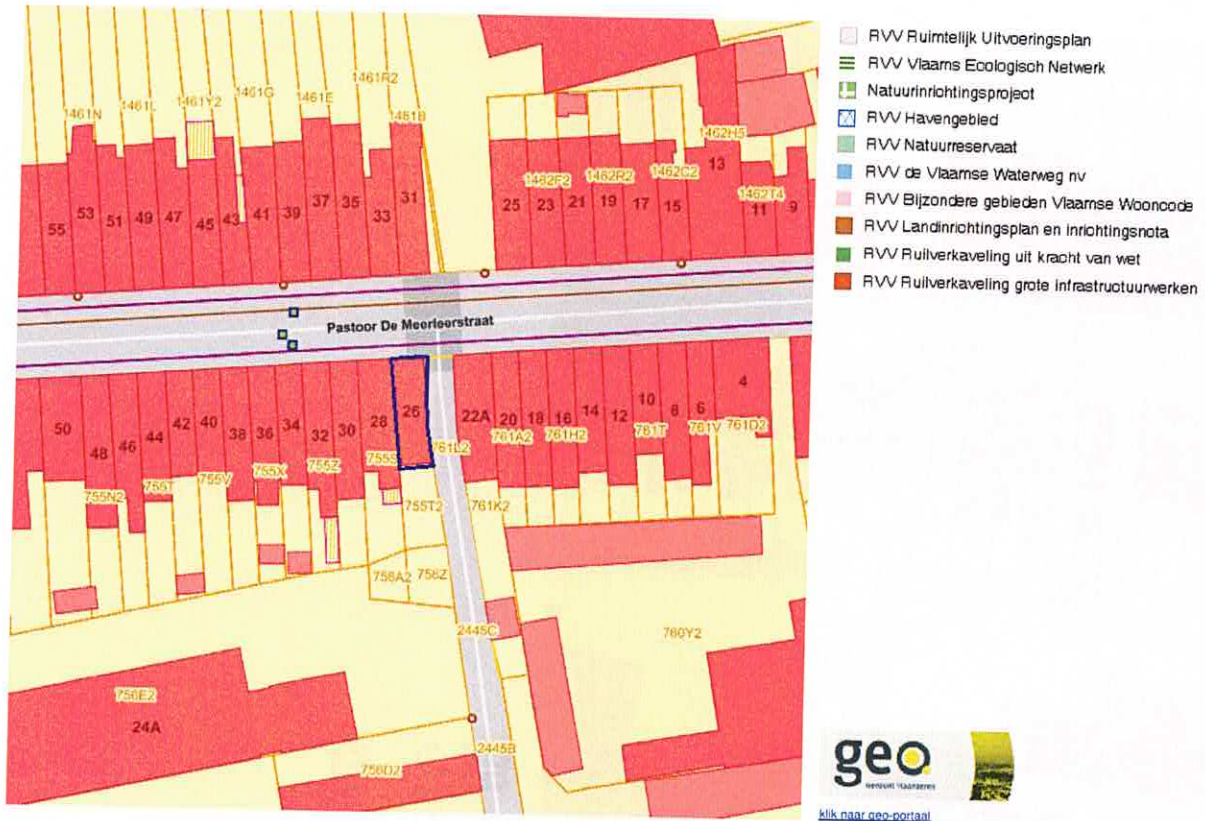 1461N 1461L 1461Y2 1461G 1461E 1461R2 1461B
55 53 51 49 47 45 43 41 39 37 35 33 31
1462F2 1462R2 1462C2 1462H5 1462T4
25 23 21 19 17 15 13 11 9
Pastoor De Meerleerstraat
50 48 46 44 42 40 38 36 34 32 30 28 26
755N2 755T 755V 755X 755Z 755S 755T2 761L2
22A 20 18 16 14 12 10 8 6 4
761A2 761H2 761T 761V 761D2
761K2
758A2 756Z
2445C
760Y2
756E2
24A
2445B
756D2
RVV Ruimtelijk Uitvoeringsplan
RVV Vlaams Ecologisch Netwerk
Natuurinrichtingsproject
RVV Havengebied
RVV Natuurreservaat
RVV de Vlaamse Waterweg nv
RVV Bijzondere gebieden Vlaamse Wooncode
RVV Landinrichtingsplan en inrichtingsnota
RVV Ruilverkaveling uit kracht van wet
RVV Ruilverkaveling grote infrastructuurwerken
geo
klik naar geo-portaal